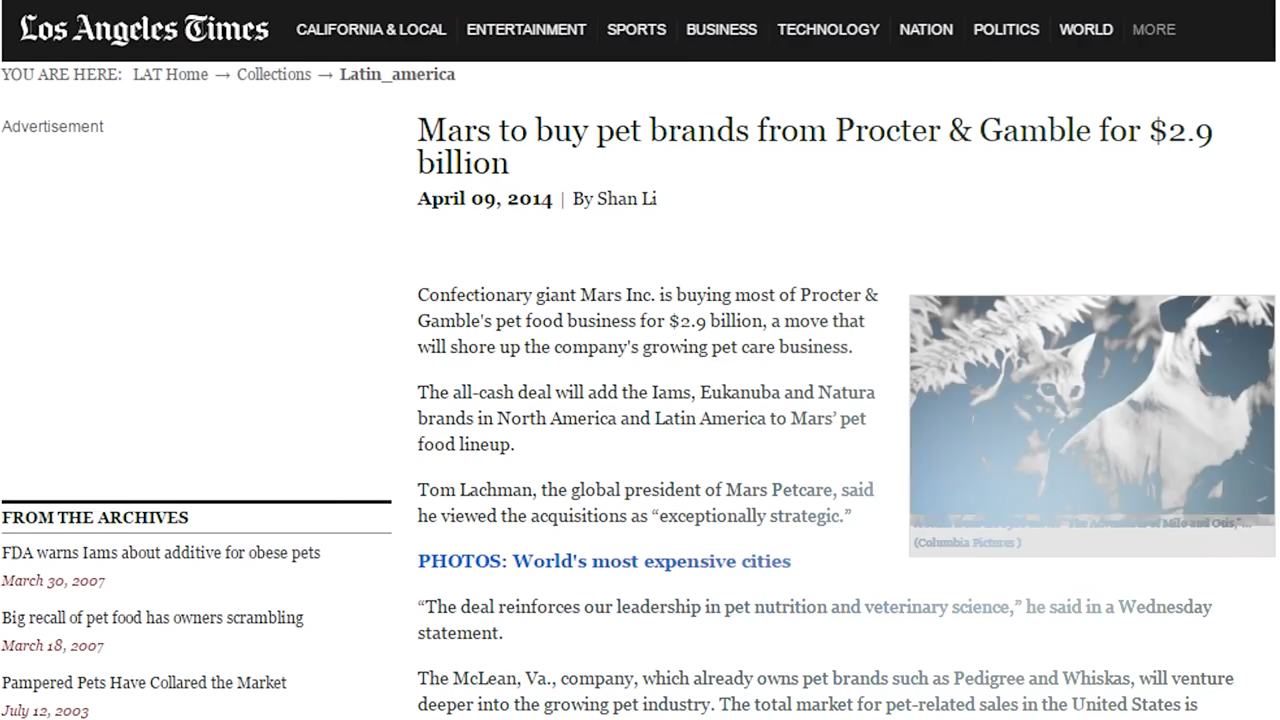 Los Angeles Times
CALIFORNIA & LOCAL ENTERTAINMENT SPORTS BUSINESS TECHNOLOGY NATION POLITICS WORLD MORE
YOU ARE HERE: LAT Home → Collections → Latin_america
Advertisement
Mars to buy pet brands from Procter & Gamble for $2.9
billion
April 09, 2014 | By Shan Li
Confectionary giant Mars Inc. is buying most of Procter &
Gamble's pet food business for $2.9 billion, a move that
will shore up the company's growing pet care business.
The all-cash deal will add the Iams, Eukanuba and Natura
brands in North America and Latin America to Mars’ pet
food lineup.
Tom Lachman, the global president of Mars Petcare, said
he viewed the acquisitions as “exceptionally strategic.”
PHOTOS: World's most expensive cities
“The deal reinforces our leadership in pet nutrition and veterinary science,” he said in a Wednesday
statement.
The McLean, Va., company, which already owns pet brands such as Pedigree and Whiskas, will venture
deeper into the growing pet industry. The total market for pet-related sales in the United States is
"The Adventures of Milo and Otis,"...
(Columbia Pictures )
FROM THE ARCHIVES
FDA warns Iams about additive for obese pets
March 30, 2007
Big recall of pet food has owners scrambling
March 18, 2007
Pampered Pets Have Collared the Market
July 12, 2003